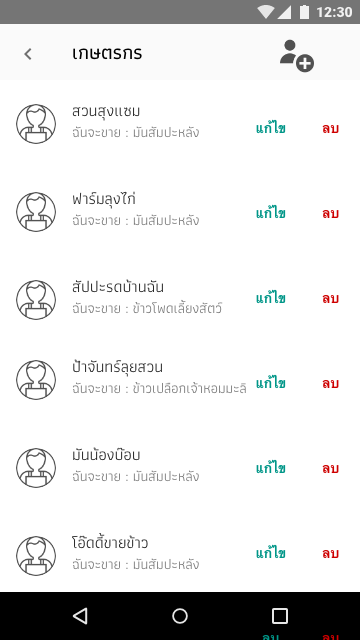 12:30
เกษตรกร
สวนสุงแซม
ฉันจะขาย : มันสัมปะหลัง
แก้ไข ลบ
ฟาร์มลุงไก่
ฉันจะขาย : มันสัมปะหลัง
แก้ไข ลบ
สัปปะรดบ้านฉัน
ฉันจะขาย : ข้าวโพดเลี้ยงสัตว์
แก้ไข ลบ
ป้าจันทร์ลุยสวน
ฉันจะขาย : ข้าวเปลือกเจ้าหอมมะลิ
แก้ไข ลบ
มันน้องบ๊อบ
ฉันจะขาย : มันสัมปะหลัง
แก้ไข ลบ
โอ๊ตตี้ขายข้าว
ฉันจะขาย : มันสัมปะหลัง
แก้ไข ลบ
ลบ ลบ